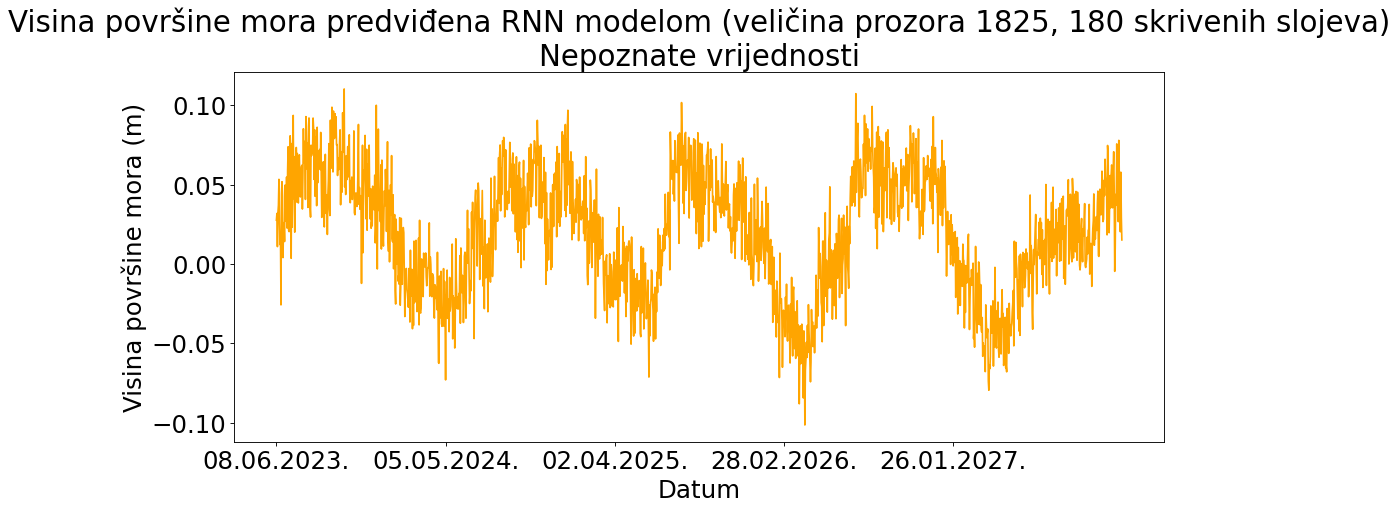 Visina površine mora predviđena RNN modelom (veličina prozora 1825, 180 skrivenih slojeva)
Nepoznate vrijednosti
Visina površine mora (m)
0.10
0.05
0.00
−0.05
−0.10
08.06.2023. 05.05.2024. 02.04.2025. 28.02.2026. 26.01.2027.
Datum